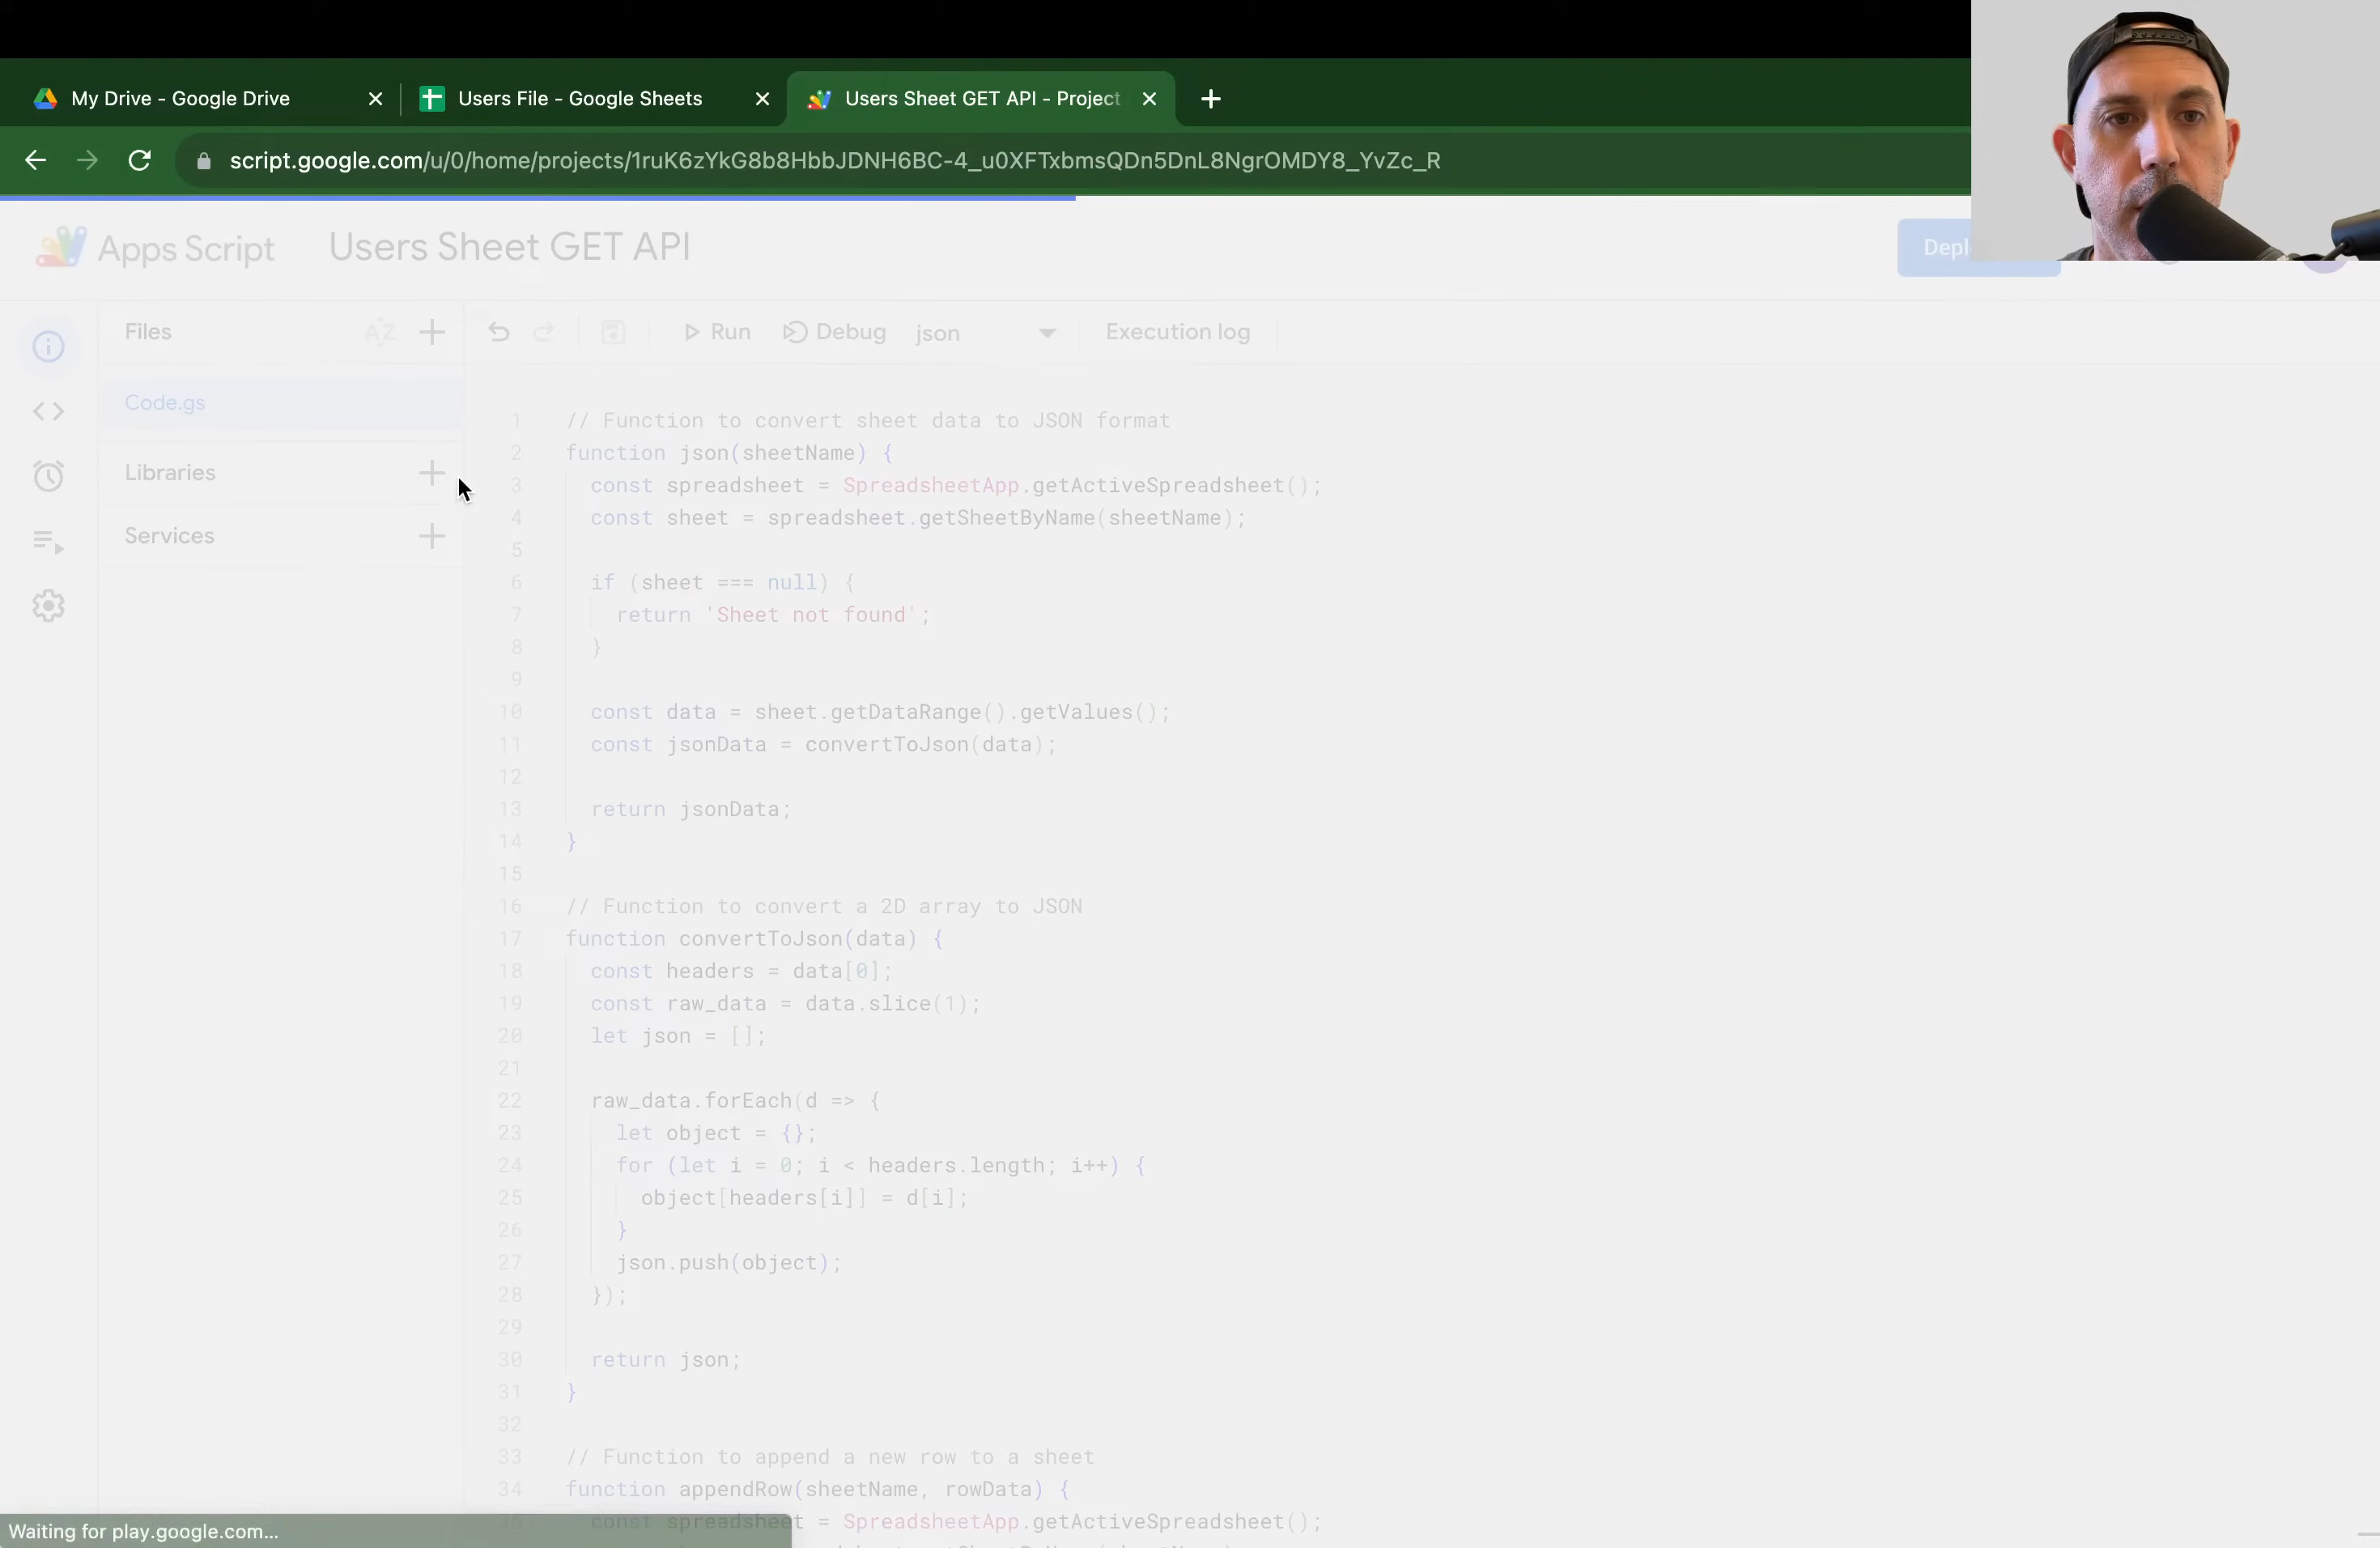 My Drive - Google Drive
Users File - Google Sheets
Users Sheet GET API - Project
script.google.com/u/0/home/projects/1ruK6zYkG8b8HbbJDNH6BC-4_u0XFTxbmsQDn5DnL8NgrOMDY8_YvZc_R
Apps Script
Users Sheet GET API
Files
AZ
Run
Debug
json
Execution log
Code.gs
Libraries
Services
1 // Function to convert sheet data to JSON format
2 function json(sheetName) {
3 const spreadsheet = SpreadsheetApp.getActiveSpreadsheet();
4 const sheet = spreadsheet.getSheetByName(sheetName);
5
6 if (sheet === null) {
7 return 'Sheet not found';
8 }
9
10 const data = sheet.getDataRange().getValues();
11 const jsonData = convertToJson(data);
12
13 return jsonData;
14 }
15
16 // Function to convert a 2D array to JSON
17 function convertToJson(data) {
18 const headers = data[0];
19 const raw_data = data.slice(1);
20 let json = [];
21
22 raw_data.forEach(d => {
23 let object = {};
24 for (let i = 0; i < headers.length; i++) {
25 object[headers[i]] = d[i];
26 }
27 json.push(object);
28 });
29
30 return json;
31 }
32
33 // Function to append a new row to a sheet
34 function appendRow(sheetName, rowData) {
const spreadsheet = SpreadsheetApp.getActiveSpreadsheet();
Waiting for play.google.com...